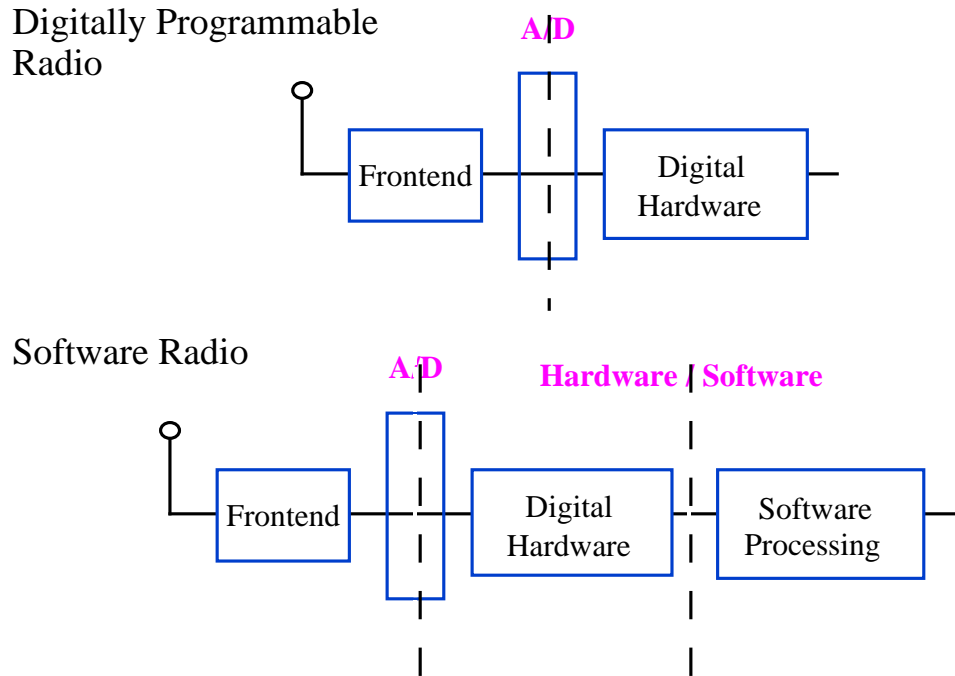 Digitally Programmable
Radio
A/D
Frontend
Digital
Hardware
Software Radio
A/D
Hardware / Software
Frontend
Digital
Hardware
Software
Processing